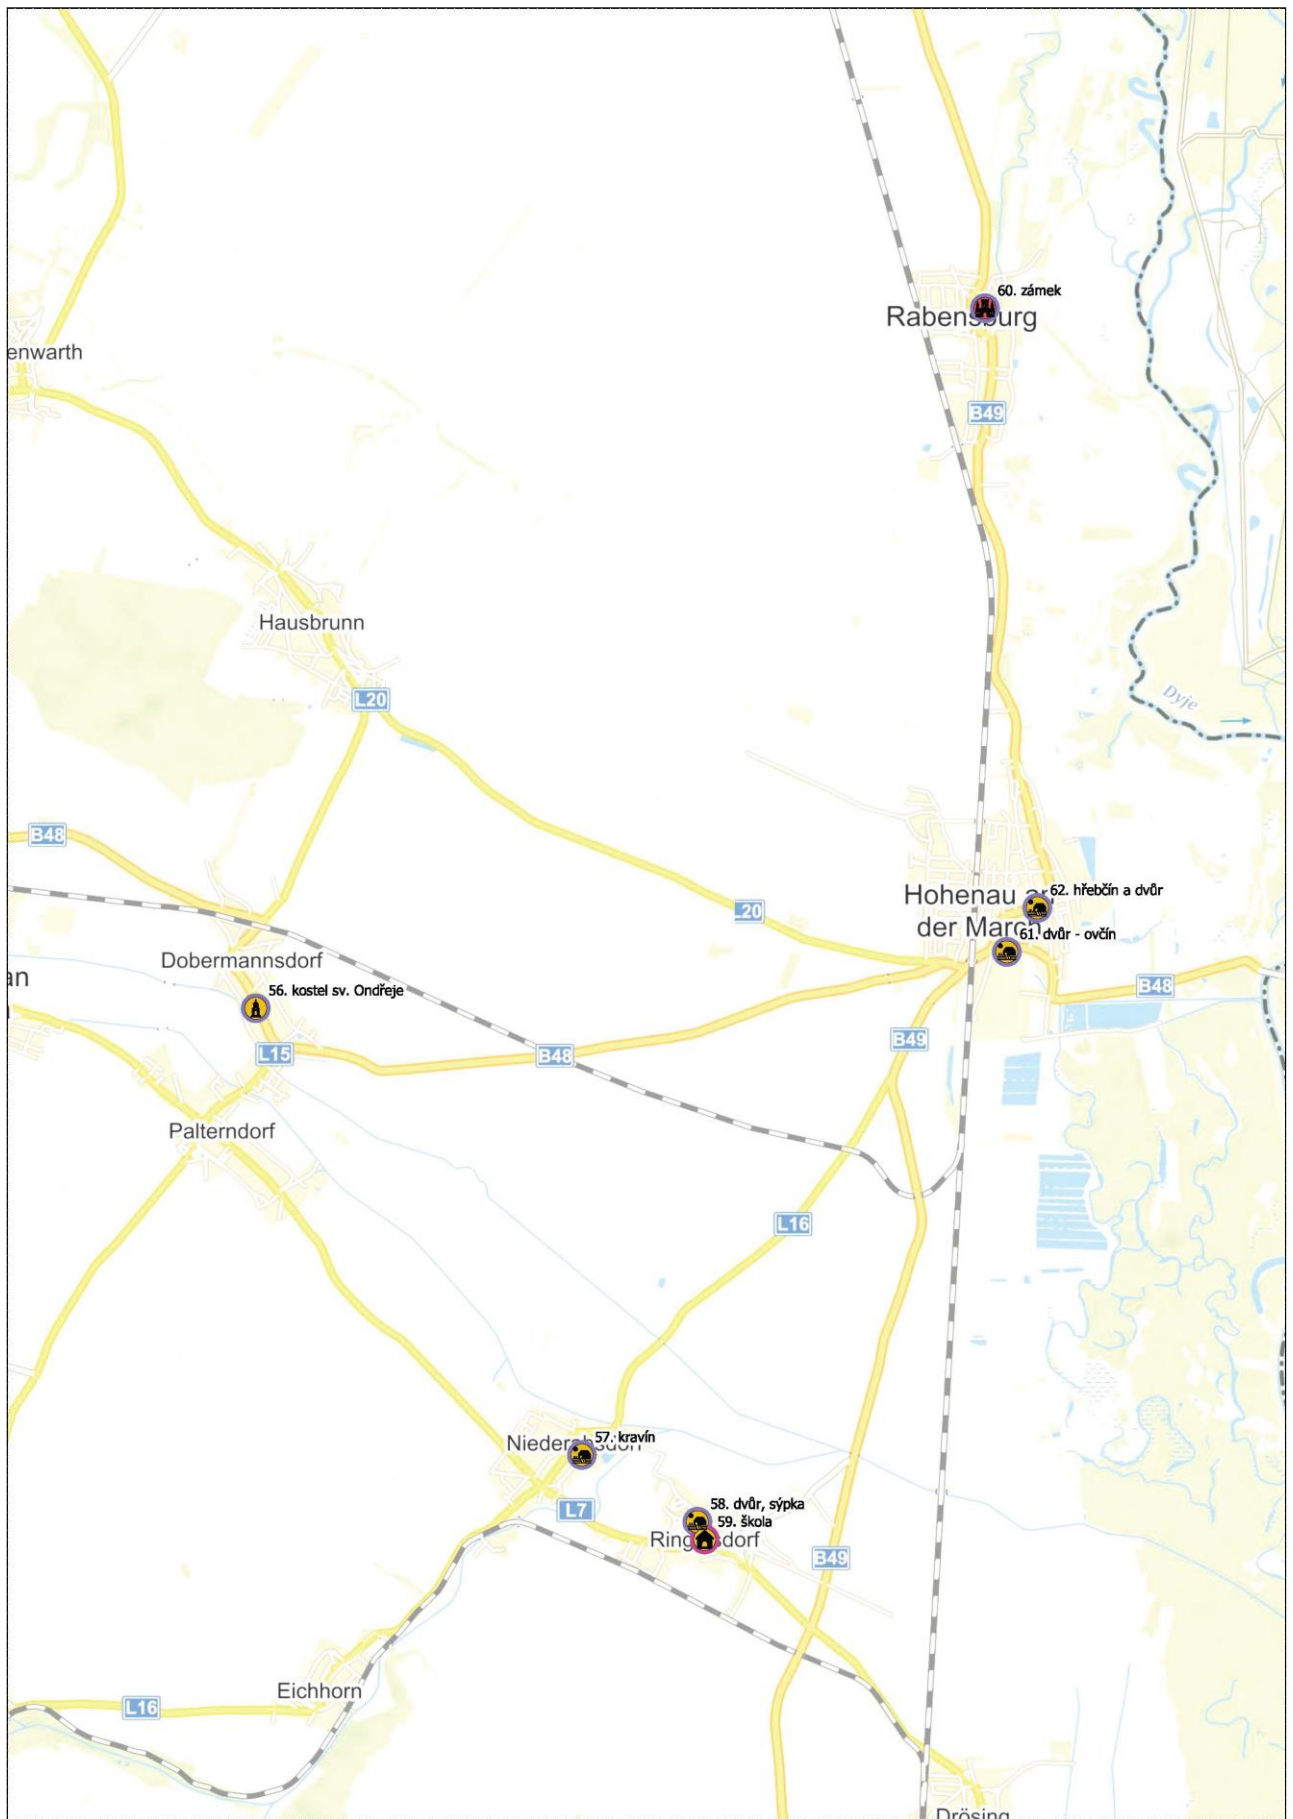 60. zámek
Rabensburg
enwarth
B49
Hausbrunn
L20
Dyje
B48
L20
Hohenau an
der March
62. hřebčín a dvůr
61. dvůr - ovčín
Dobermannsdorf
an
56. kostel sv. Ondřeje
B48
L15
B48
B49
Palterndorf
L16
57. kravín
L7
58. dvůr, sýpka
59. škola
B49
Eichhorn
L16
Drösing